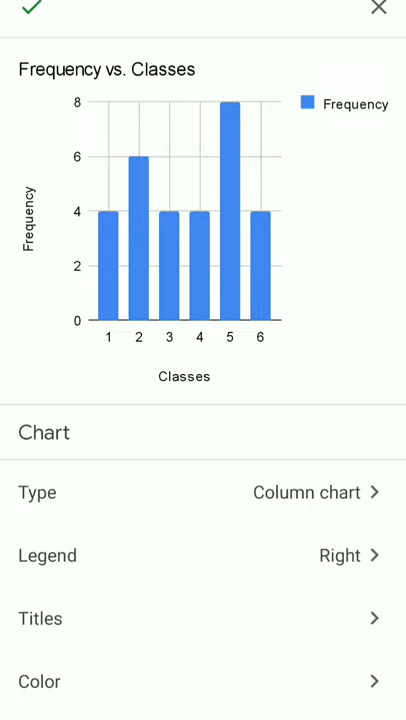 Frequency vs. Classes
Frequency
8
6
4
2
0
Frequency
1 2 3 4 5 6
Classes
Chart
Type Column chart
Legend Right
Titles
Color